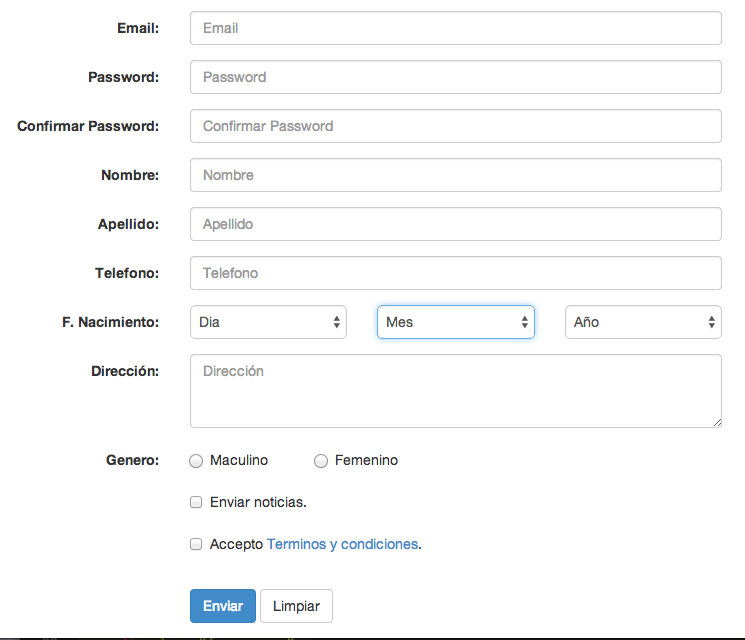 Email: Email
Password: Password
Confirmar Password: Confirmar Password
Nombre: Nombre
Apellido: Apellido
Telefono: Telefono
F. Nacimiento: Dia Mes Año
Dirección: Dirección
Genero: Maculino Femenino
Enviar noticias.
Accepto Terminos y condiciones.
Enviar Limpiar